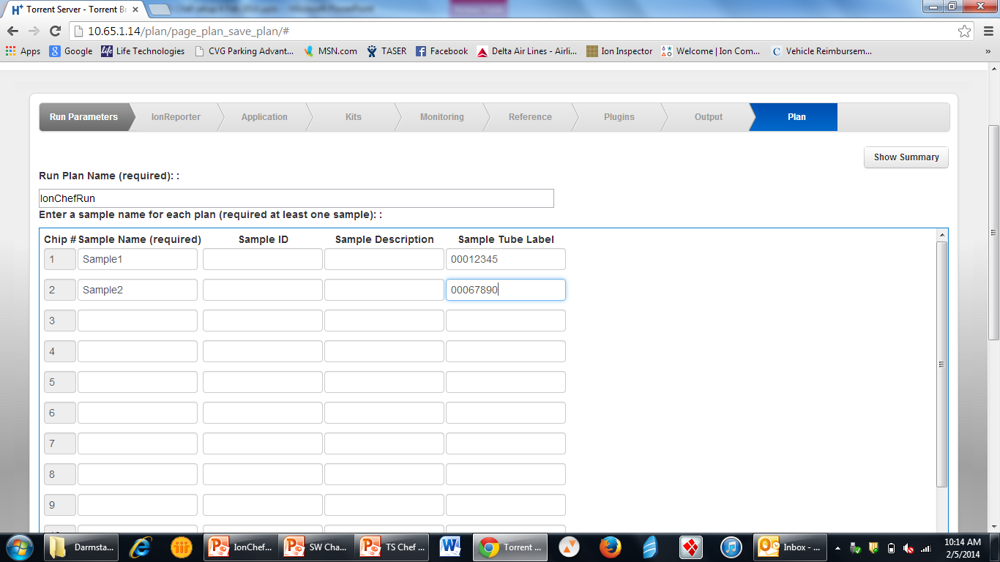 Torrent Server - Torrent Br
10.65.1.14/plan/page_plan_save_plan/#
Apps Google Life Technologies CVG Parking Advant... MSN.com TASER Facebook Delta Air Lines - Airli... Ion Inspector Welcome | Ion Com... Vehicle Reimbursem... »
Run Parameters IonReporter Application Kits Monitoring Reference Plugins Output Plan
Show Summary
Run Plan Name (required): :
IonChefRun
Enter a sample name for each plan (required at least one sample): :
Chip # Sample Name (required) Sample ID Sample Description Sample Tube Label
1 Sample1 00012345
2 Sample2 00067890
3
4
5
6
7
8
9
Darmsta... IonChef... SW Cha... TS Chef ... Torrent ... Inbox - ... 10:14 AM
2/5/2014